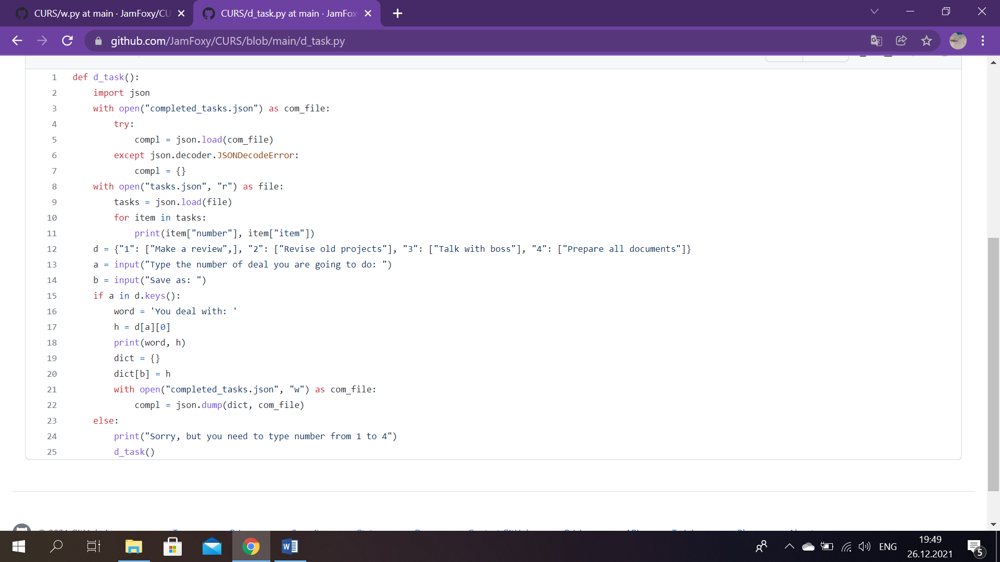 CURS/w.py at main · JamFoxy/CU
CURS/d_task.py at main · JamFox
github.com/JamFoxy/CURS/blob/main/d_task.py
1 def d_task():
2     import json
3     with open("completed_tasks.json") as com_file:
4         try:
5             compl = json.load(com_file)
6         except json.decoder.JSONDecodeError:
7             compl = {}
8     with open("tasks.json", "r") as file:
9         tasks = json.load(file)
10         for item in tasks:
11             print(item["number"], item["item"])
12     d = {"1": ["Make a review",], "2": ["Revise old projects"], "3": ["Talk with boss"], "4": ["Prepare all documents"]}
13     a = input("Type the number of deal you are going to do: ")
14     b = input("Save as: ")
15     if a in d.keys():
16         word = 'You deal with: '
17         h = d[a][0]
18         print(word, h)
19         dict = {}
20         dict[b] = h
21         with open("completed_tasks.json", "w") as com_file:
22             compl = json.dump(dict, com_file)
23     else:
24         print("Sorry, but you need to type number from 1 to 4")
25         d_task()
W
ENG
19:49
26.12.2021
5